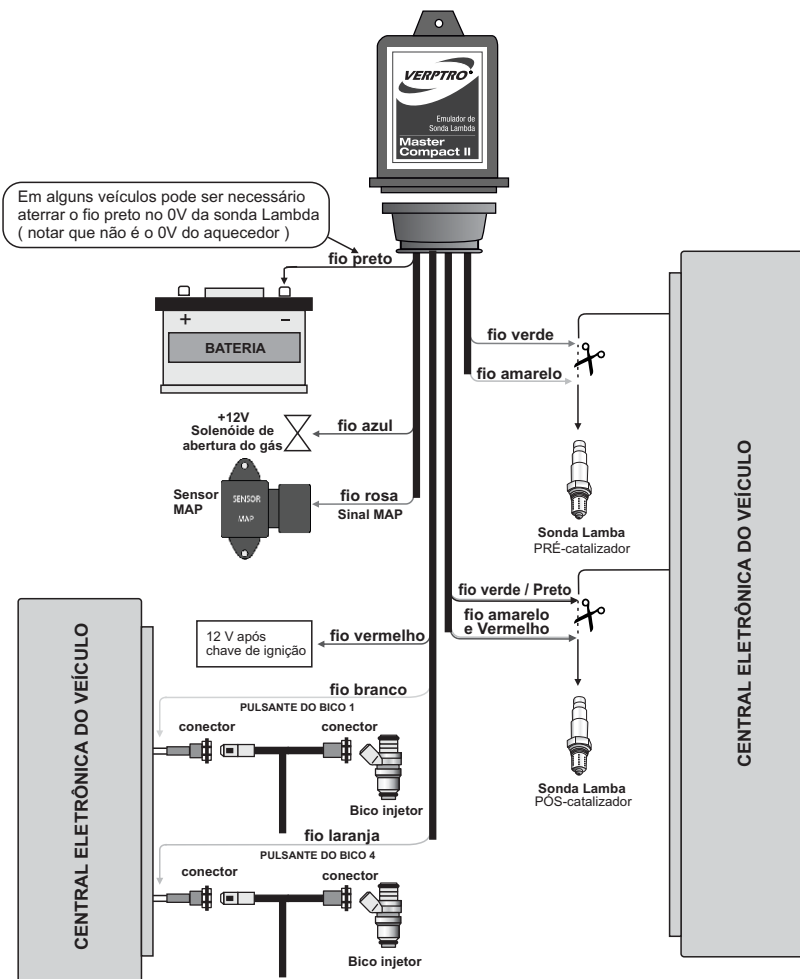 VERPTRO
Emulador de
Sonda Lambda
Master
Compact II
Em alguns veículos pode ser necessário
aterrar o fio preto no 0V da sonda Lambda
( notar que não é o 0V do aquecedor )
fio preto
+ –
BATERIA
fio verde
fio amarelo
+12V
Solenóide de
abertura do gás
fio azul
Sensor
MAP
SENSOR
MAP
fio rosa
Sinal MAP
Sonda Lamba
PRÉ-catalizador
fio verde / Preto
fio amarelo
e Vermelho
12 V após
chave de ignição
fio vermelho
Sonda Lamba
PÓS-catalizador
CENTRAL ELETRÔNICA DO VEÍCULO
CENTRAL ELETRÔNICA DO VEÍCULO
fio branco
PULSANTE DO BICO 1
conector
conector
Bico injetor
fio laranja
PULSANTE DO BICO 4
conector
conector
Bico injetor